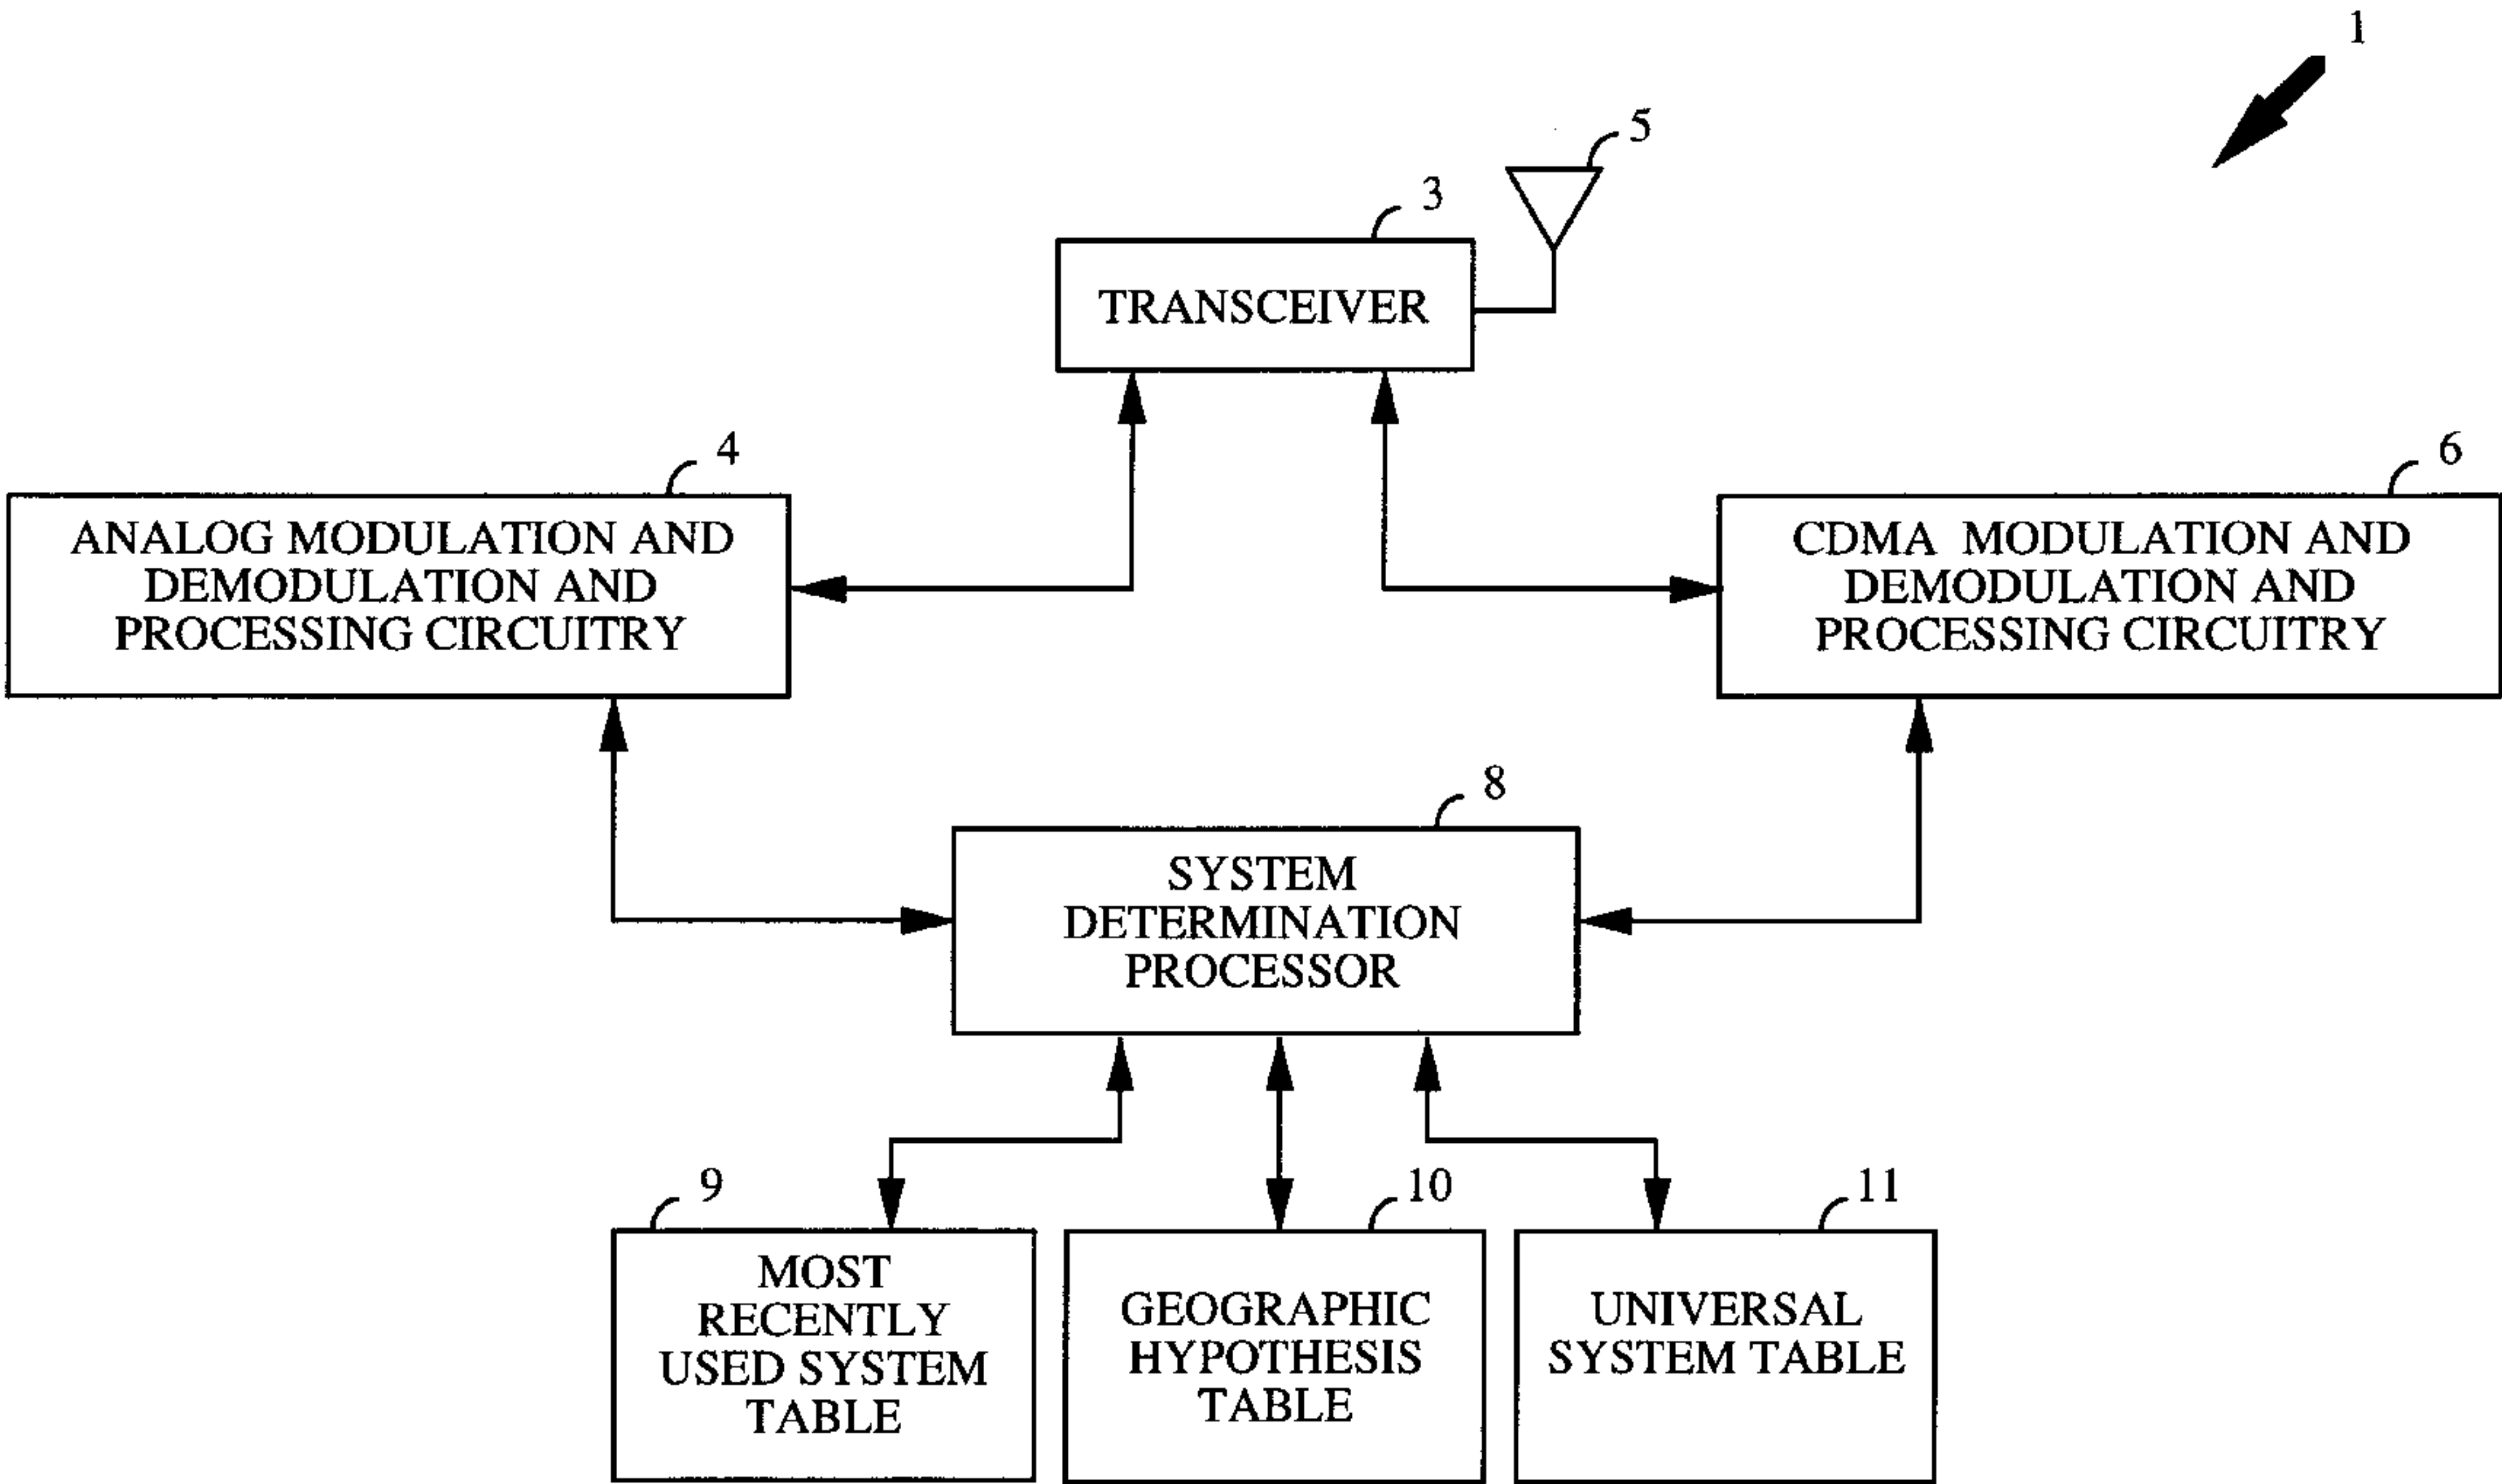 1
5
3
TRANSCEIVER
4
ANALOG MODULATION AND
DEMODULATION AND
PROCESSING CIRCUITRY
6
CDMA MODULATION AND
DEMODULATION AND
PROCESSING CIRCUITRY
8
SYSTEM
DETERMINATION
PROCESSOR
9
MOST
RECENTLY
USED SYSTEM
TABLE
10
GEOGRAPHIC
HYPOTHESIS
TABLE
11
UNIVERSAL
SYSTEM TABLE